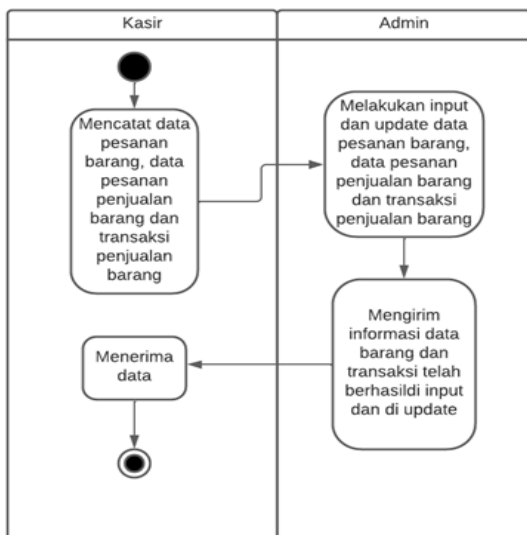 Kasir
Admin
Mencatat data
pesanan
barang, data
pesanan
penjualan
barang dan
transaksi
penjualan
barang
Melakukan input
dan update data
pesanan barang,
data pesanan
penjualan barang
dan transaksi
penjualan barang
Mengirim
informasi data
barang dan
transaksi telah
berhasildi input
dan di update
Menerima
data